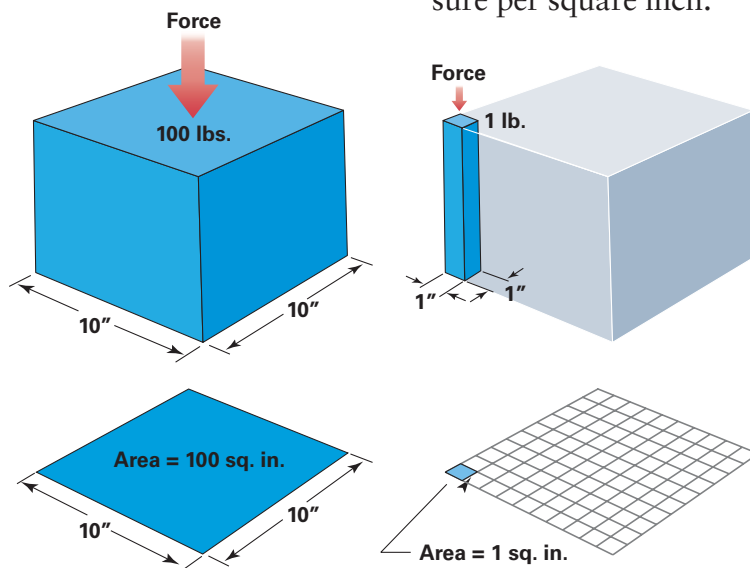 sure per square inch.
Force
100 lbs.
10″
10″
Force
1 lb.
1″
1″
Area = 100 sq. in.
10″
10″
Area = 1 sq. in.